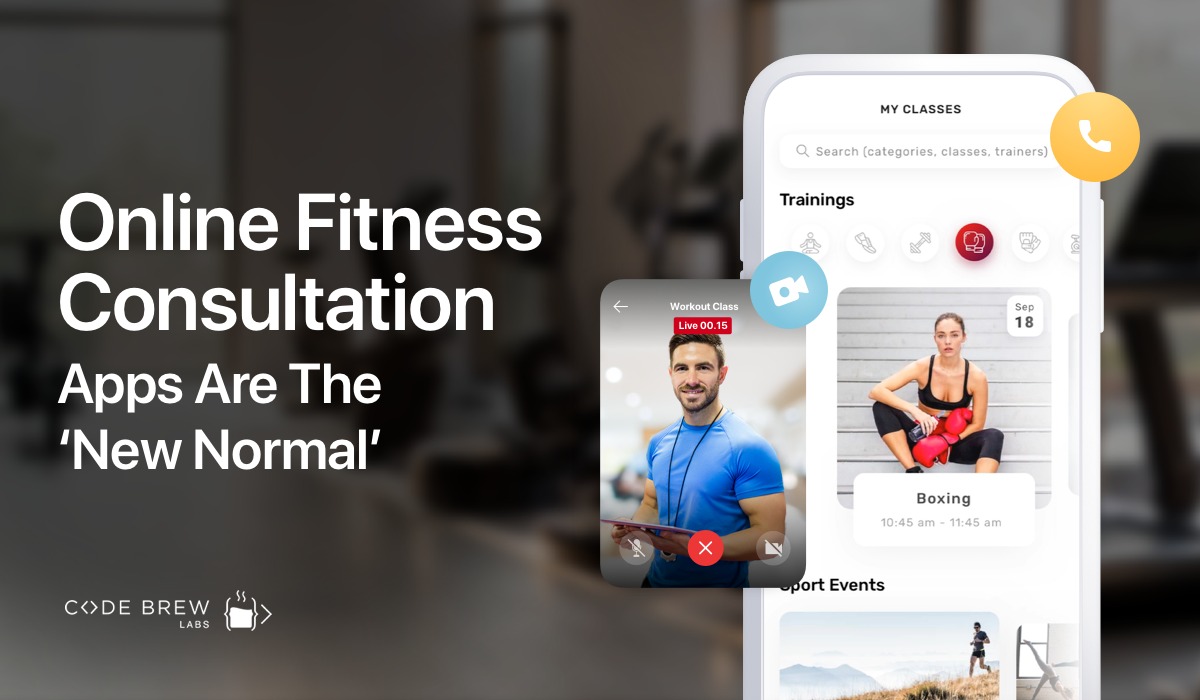 Online Fitness
Consultation
Apps Are The
‘New Normal’
C<>DE BREW
LABS
MY CLASSES
Search (categories, classes, trainers)
Trainings
Workout Class
Live 00.15
Sep
18
Boxing
10:45 am - 11:45 am
Sport Events